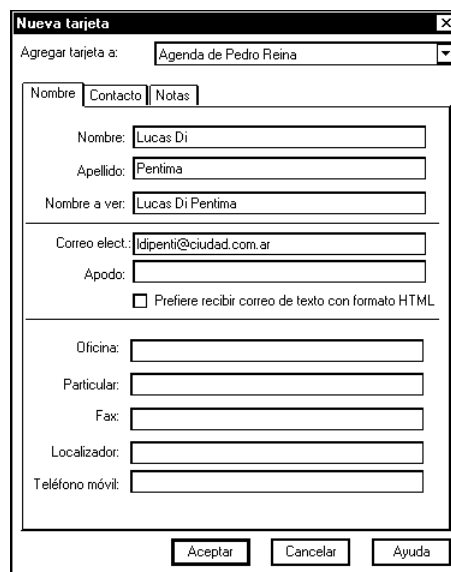 Nueva tarjeta
Agregar tarjeta a: Agenda de Pedro Reina
Nombre Contacto Notas
Nombre: Lucas Di
Apellido: Pentima
Nombre a ver: Lucas Di Pentima
Correo elect.: ldipenti@ciudad.com.ar
Apodo:
Prefiere recibir correo de texto con formato HTML
Oficina:
Particular:
Fax:
Localizador:
Teléfono móvil:
Aceptar Cancelar Ayuda